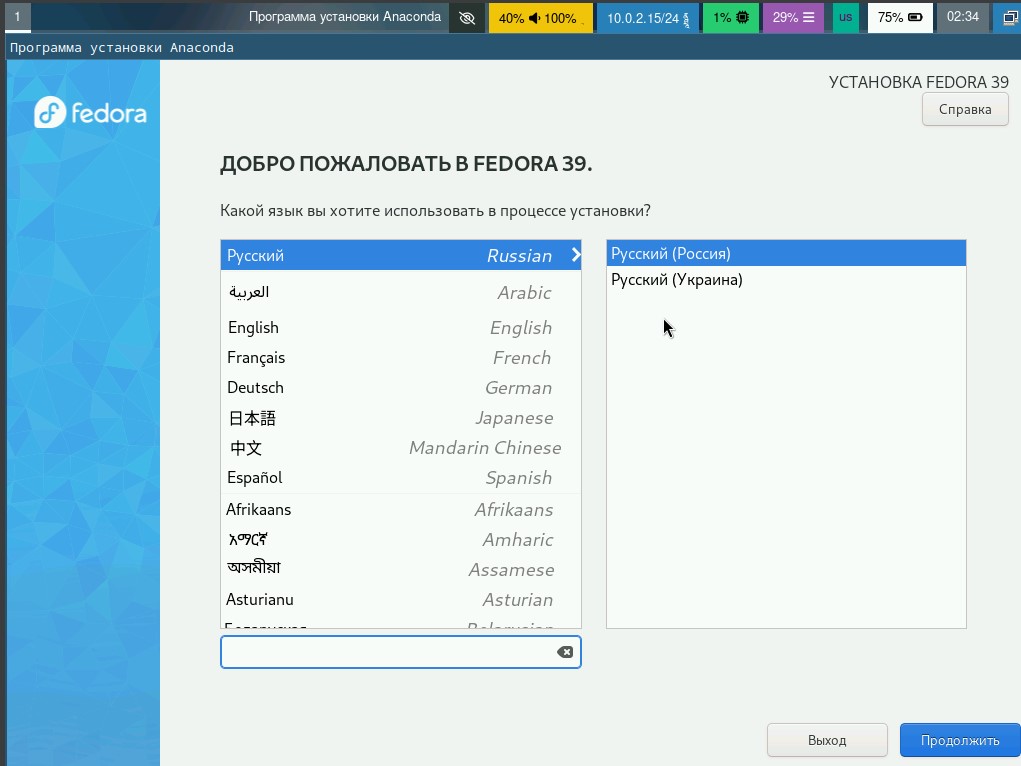 1 Программа установки Anaconda 40% 100% 10.0.2.15/24 1% 29% us 75% 02:34
Программа установки Anaconda
fedora
УСТАНОВКА FEDORA 39
Справка
ДОБРО ПОЖАЛОВАТЬ В FEDORA 39.
Какой язык вы хотите использовать в процессе установки?
Русский Russian
العربية Arabic
English English
Français French
Deutsch German
日本語 Japanese
中文 Mandarin Chinese
Español Spanish
Afrikaans Afrikaans
አማርኛ Amharic
অসমীয়া Assamese
Asturianu Asturian
Беларуская Belarusian
Русский (Россия)
Русский (Украина)
Выход
Продолжить